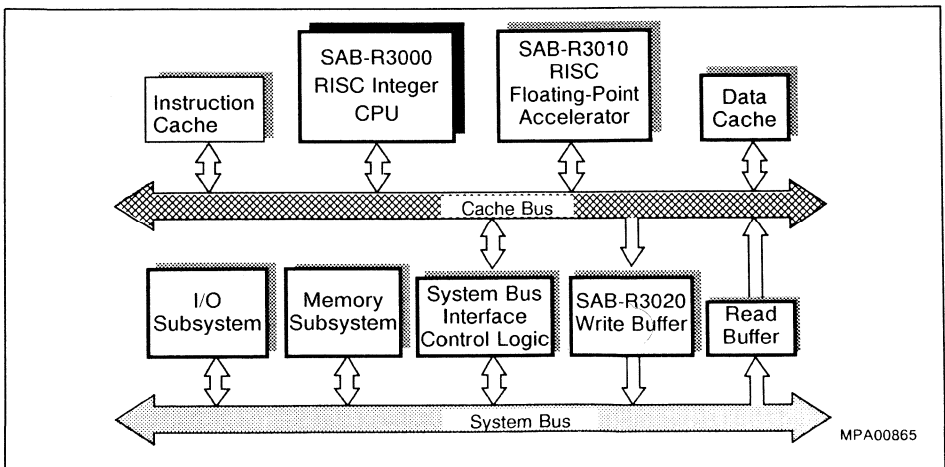 Instruction
Cache
SAB-R3000
RISC Integer
CPU
SAB-R3010
RISC
Floating-Point
Accelerator
Data
Cache
Cache Bus
I/O
Subsystem
Memory
Subsystem
System Bus
Interface
Control Logic
SAB-R3020
Write Buffer
Read
Buffer
System Bus
MPA00865